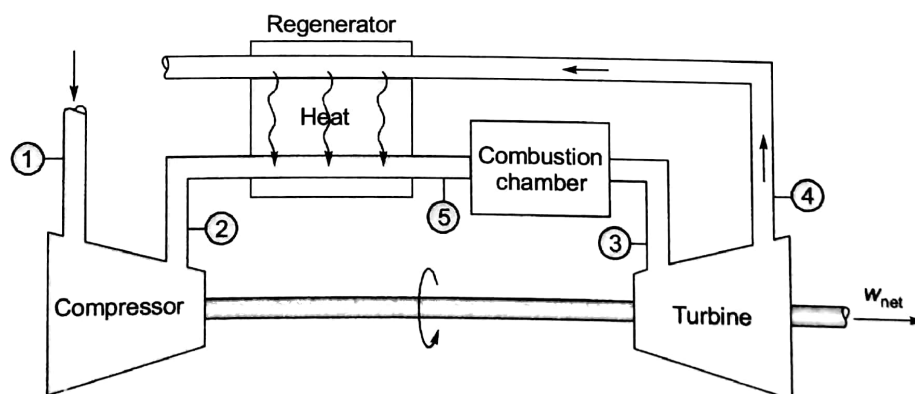 Regenerator
Heat
Combustion
chamber
1
2
5
3
4
Compressor
Turbine
wnet